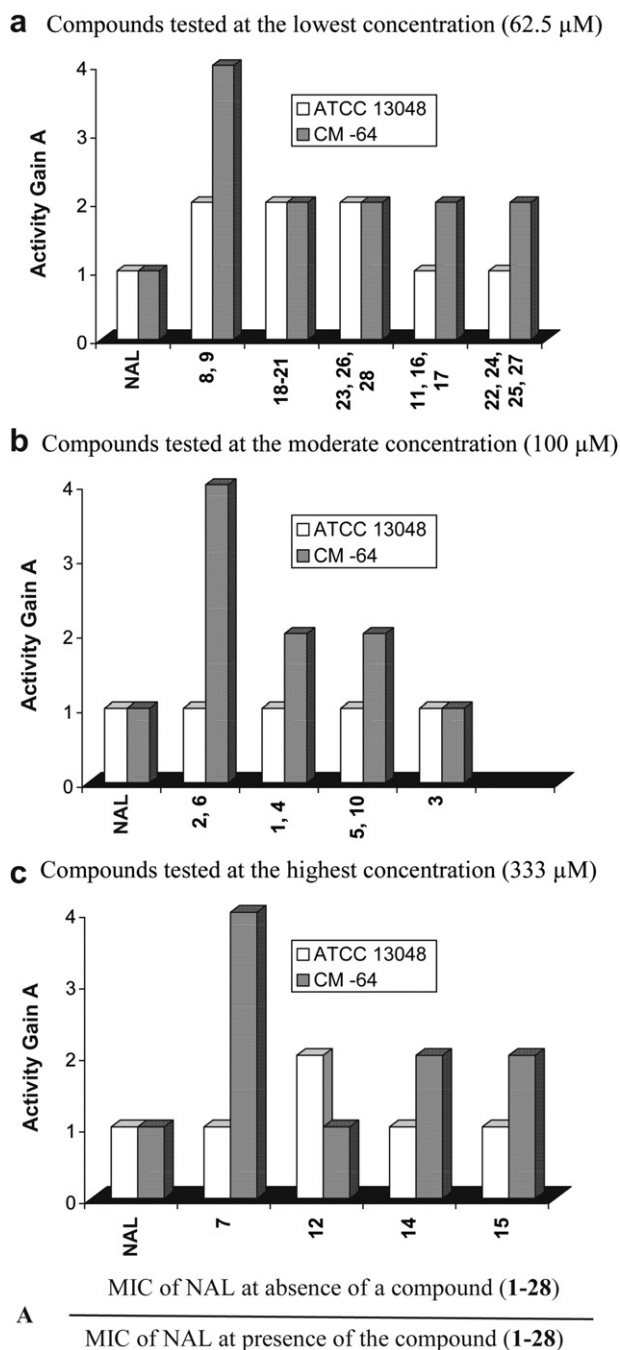 a Compounds tested at the lowest concentration (62.5 µM)
Activity Gain A
4
3
2
1
0
ATCC 13048
CM -64
NAL
8, 9
18-21
23, 26,
28
11, 16,
17
22, 24,
25, 27
b Compounds tested at the moderate concentration (100 µM)
Activity Gain A
4
3
2
1
0
ATCC 13048
CM -64
NAL
2, 6
1, 4
5, 10
3
c Compounds tested at the highest concentration (333 µM)
Activity Gain A
4
3
2
1
0
ATCC 13048
CM -64
NAL
7
12
14
15
MIC of NAL at absence of a compound (1-28)
A
MIC of NAL at presence of the compound (1-28)